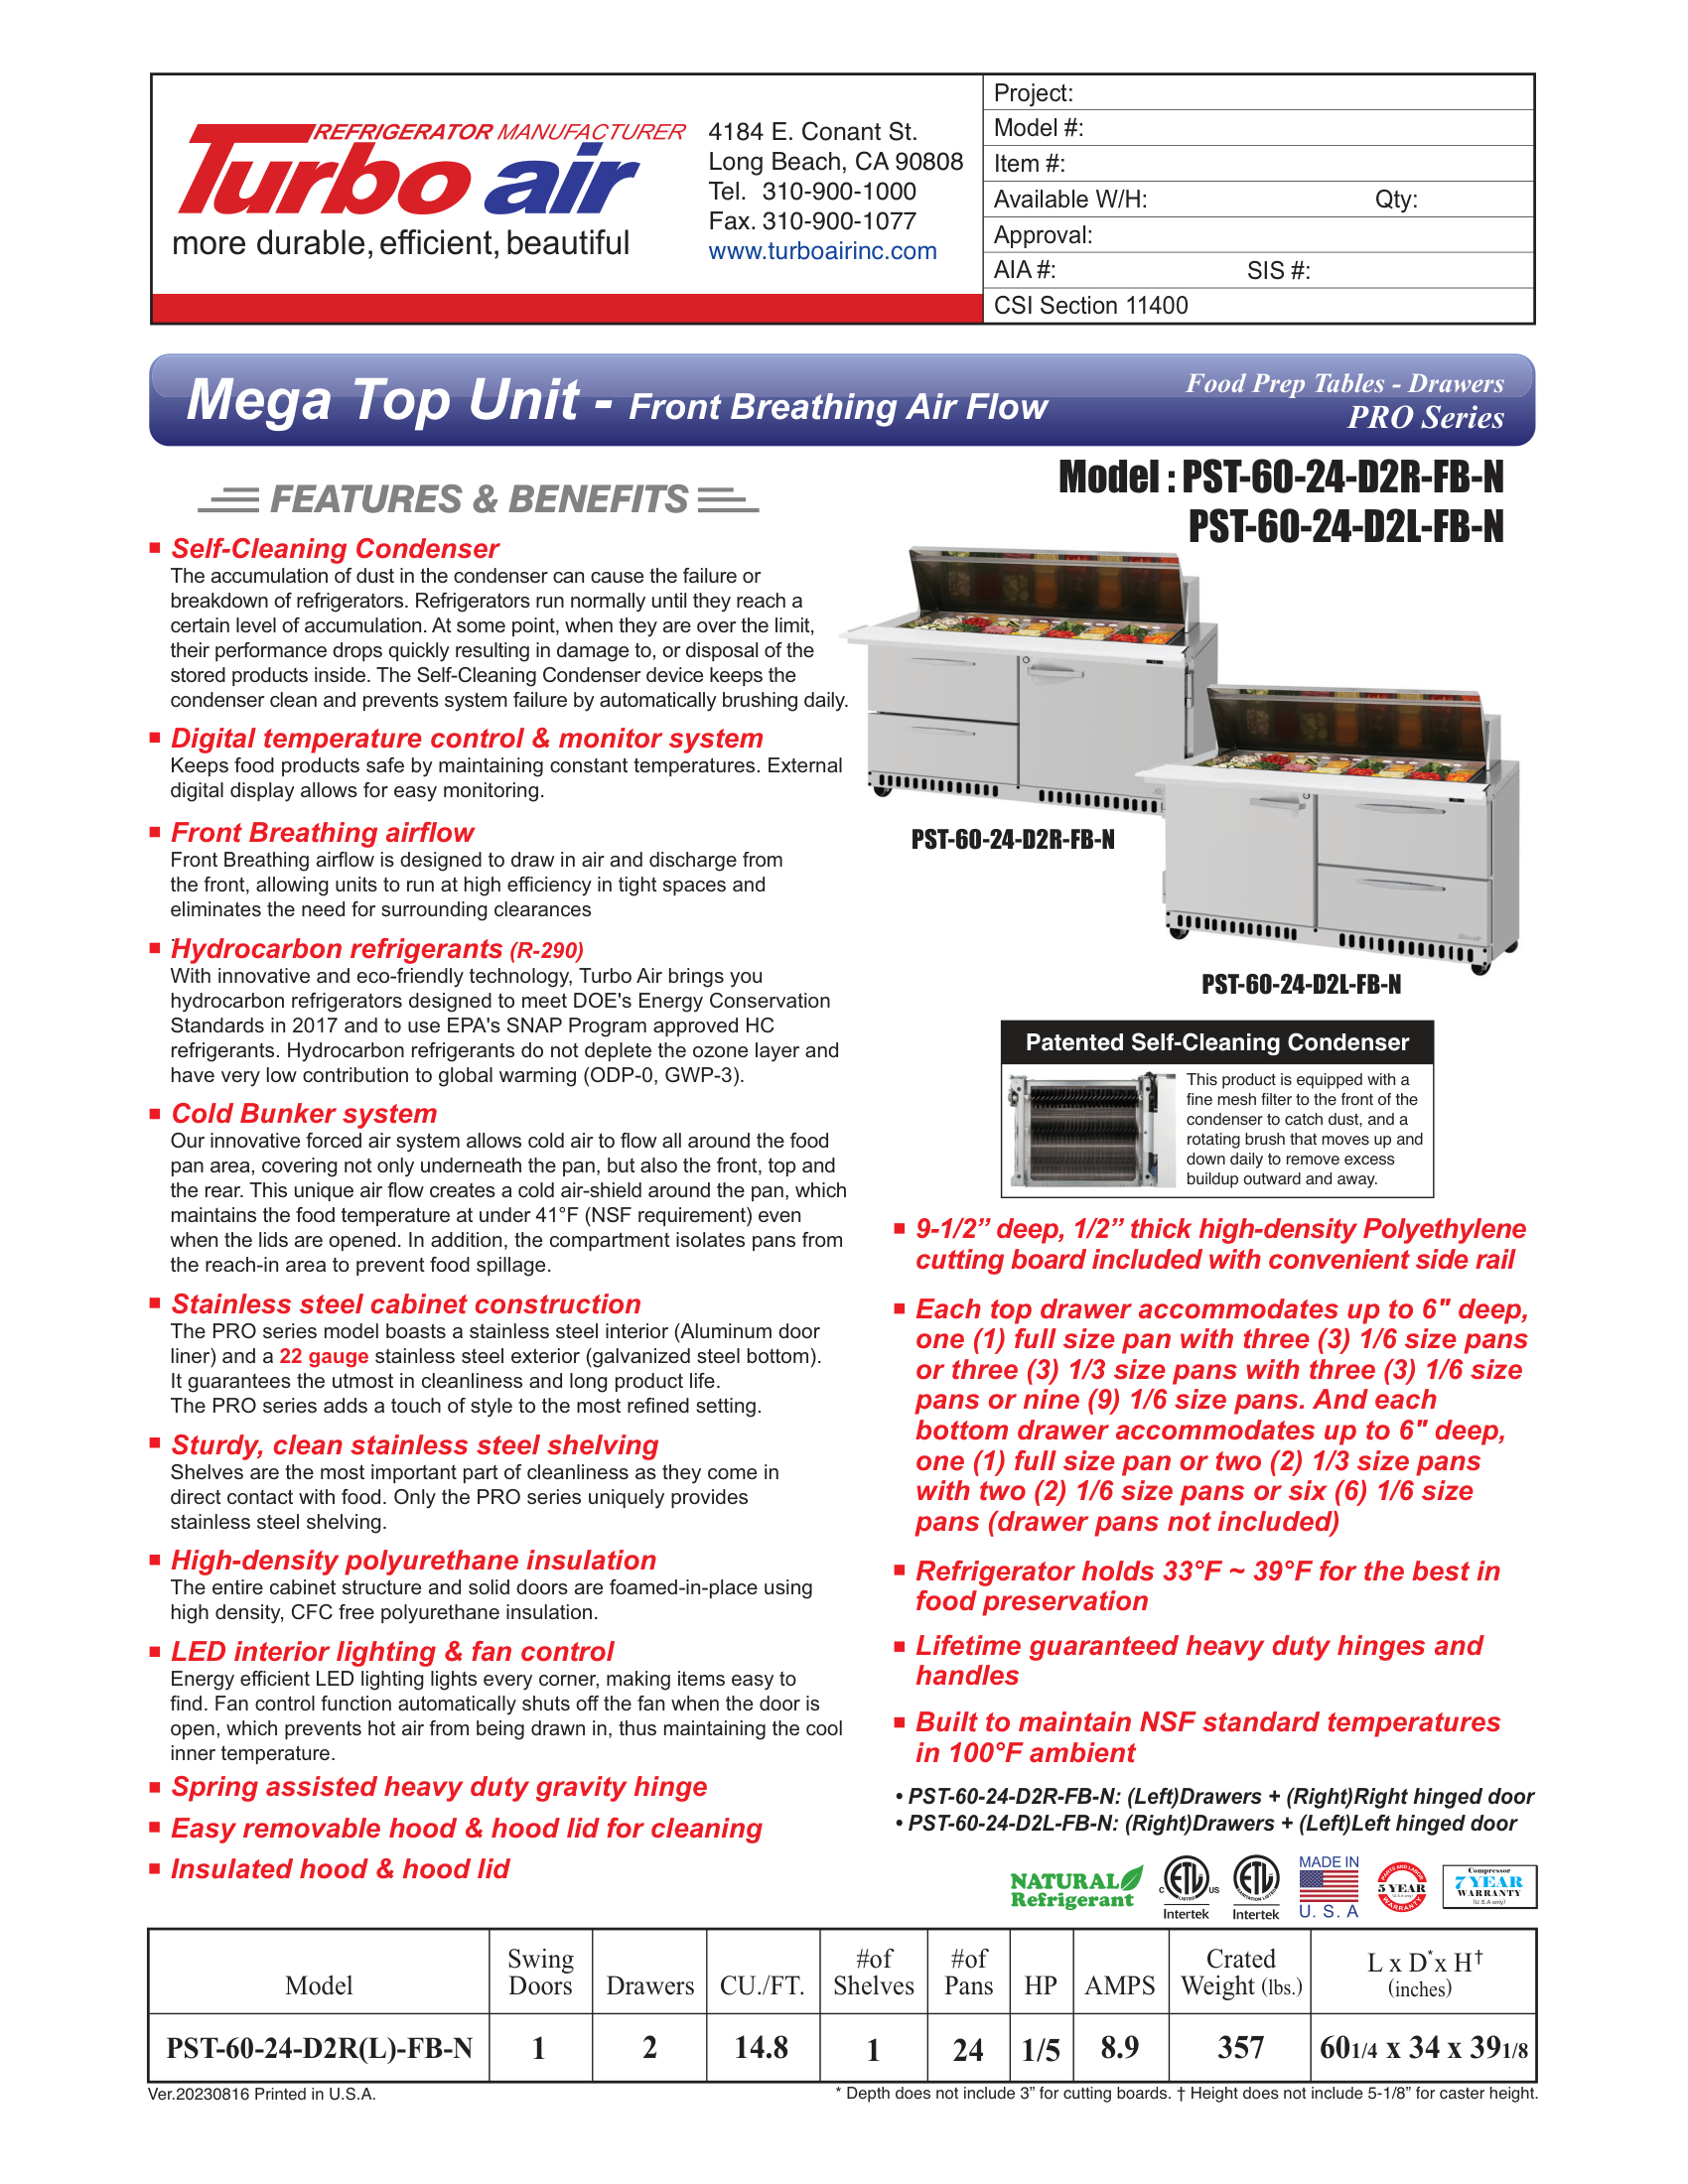 REFRIGERATOR MANUFACTURER
Turbo air
more durable, efficient, beautiful
4184 E. Conant St.
Long Beach, CA 90808
Tel. 310-900-1000
Fax. 310-900-1077
www.turboairinc.com
Project:
Model #:
Item #:
Available W/H: Qty:
Approval:
AIA #: SIS #:
CSI Section 11400
Mega Top Unit - Front Breathing Air Flow
Food Prep Tables - Drawers
PRO Series
FEATURES & BENEFITS
Model : PST-60-24-D2R-FB-N
PST-60-24-D2L-FB-N
■ Self-Cleaning Condenser
The accumulation of dust in the condenser can cause the failure or
breakdown of refrigerators. Refrigerators run normally until they reach a
certain level of accumulation. At some point, when they are over the limit,
their performance drops quickly resulting in damage to, or disposal of the
stored products inside. The Self-Cleaning Condenser device keeps the
condenser clean and prevents system failure by automatically brushing daily.
■ Digital temperature control & monitor system
Keeps food products safe by maintaining constant temperatures. External
digital display allows for easy monitoring.
■ Front Breathing airflow
Front Breathing airflow is designed to draw in air and discharge from
the front, allowing units to run at high efficiency in tight spaces and
eliminates the need for surrounding clearances
■ Hydrocarbon refrigerants (R-290)
With innovative and eco-friendly technology, Turbo Air brings you
hydrocarbon refrigerators designed to meet DOE's Energy Conservation
Standards in 2017 and to use EPA's SNAP Program approved HC
refrigerants. Hydrocarbon refrigerants do not deplete the ozone layer and
have very low contribution to global warming (ODP-0, GWP-3).
■ Cold Bunker system
Our innovative forced air system allows cold air to flow all around the food
pan area, covering not only underneath the pan, but also the front, top and
the rear. This unique air flow creates a cold air-shield around the pan, which
maintains the food temperature at under 41°F (NSF requirement) even
when the lids are opened. In addition, the compartment isolates pans from
the reach-in area to prevent food spillage.
■ Stainless steel cabinet construction
The PRO series model boasts a stainless steel interior (Aluminum door
liner) and a 22 gauge stainless steel exterior (galvanized steel bottom).
It guarantees the utmost in cleanliness and long product life.
The PRO series adds a touch of style to the most refined setting.
■ Sturdy, clean stainless steel shelving
Shelves are the most important part of cleanliness as they come in
direct contact with food. Only the PRO series uniquely provides
stainless steel shelving.
■ High-density polyurethane insulation
The entire cabinet structure and solid doors are foamed-in-place using
high density, CFC free polyurethane insulation.
■ LED interior lighting & fan control
Energy efficient LED lighting lights every corner, making items easy to
find. Fan control function automatically shuts off the fan when the door is
open, which prevents hot air from being drawn in, thus maintaining the cool
inner temperature.
■ Spring assisted heavy duty gravity hinge
■ Easy removable hood & hood lid for cleaning
■ Insulated hood & hood lid
PST-60-24-D2R-FB-N
PST-60-24-D2L-FB-N
Patented Self-Cleaning Condenser
This product is equipped with a
fine mesh filter to the front of the
condenser to catch dust, and a
rotating brush that moves up and
down daily to remove excess
buildup outward and away.
■ 9-1/2” deep, 1/2” thick high-density Polyethylene
cutting board included with convenient side rail
■ Each top drawer accommodates up to 6" deep,
one (1) full size pan with three (3) 1/6 size pans
or three (3) 1/3 size pans with three (3) 1/6 size
pans or nine (9) 1/6 size pans. And each
bottom drawer accommodates up to 6" deep,
one (1) full size pan or two (2) 1/3 size pans
with two (2) 1/6 size pans or six (6) 1/6 size
pans (drawer pans not included)
■ Refrigerator holds 33°F ~ 39°F for the best in
food preservation
■ Lifetime guaranteed heavy duty hinges and
handles
■ Built to maintain NSF standard temperatures
in 100°F ambient
• PST-60-24-D2R-FB-N: (Left)Drawers + (Right)Right hinged door
• PST-60-24-D2L-FB-N: (Right)Drawers + (Left)Left hinged door
NATURAL
Refrigerant
C ETL US
LISTED
Intertek
ETL
SANITATION LISTED
Intertek
MADE IN
U. S. A
PARTS AND LABOR
5 YEAR
(U.S.A only)
WARRANTY
Compressor
7 YEAR
WARRANTY
(U.S.A only)
Model | Swing Doors | Drawers | CU./FT. | #of Shelves | #of Pans | HP | AMPS | Crated Weight (lbs.) | L x D* x H† (inches)
PST-60-24-D2R(L)-FB-N | 1 | 2 | 14.8 | 1 | 24 | 1/5 | 8.9 | 357 | 60 1/4 x 34 x 39 1/8
Ver.20230816 Printed in U.S.A.
* Depth does not include 3” for cutting boards. † Height does not include 5-1/8” for caster height.